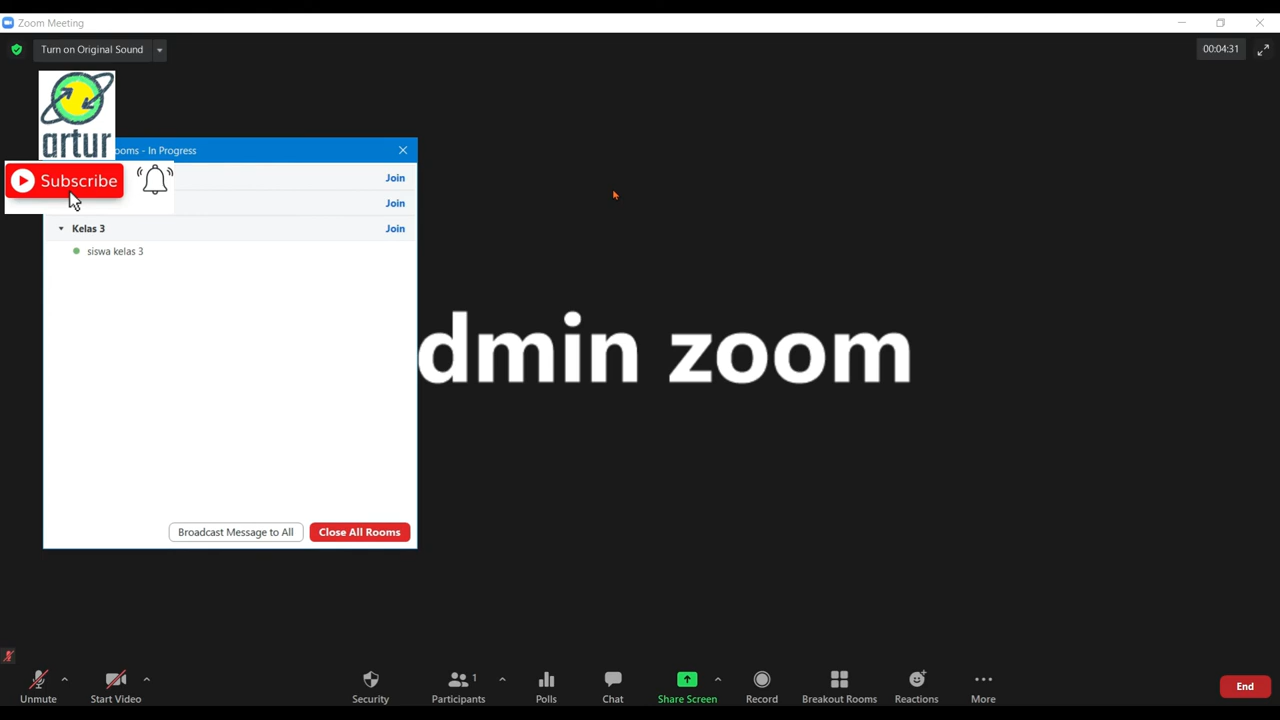 Zoom Meeting
Turn on Original Sound
00:04:31
artur
ooms - In Progress
Subscribe
Join
Join
Kelas 3
Join
siswa kelas 3
dmin zoom
Broadcast Message to All
Close All Rooms
Unmute
Start Video
Security
1
Participants
Polls
Chat
Share Screen
Record
Breakout Rooms
Reactions
More
End